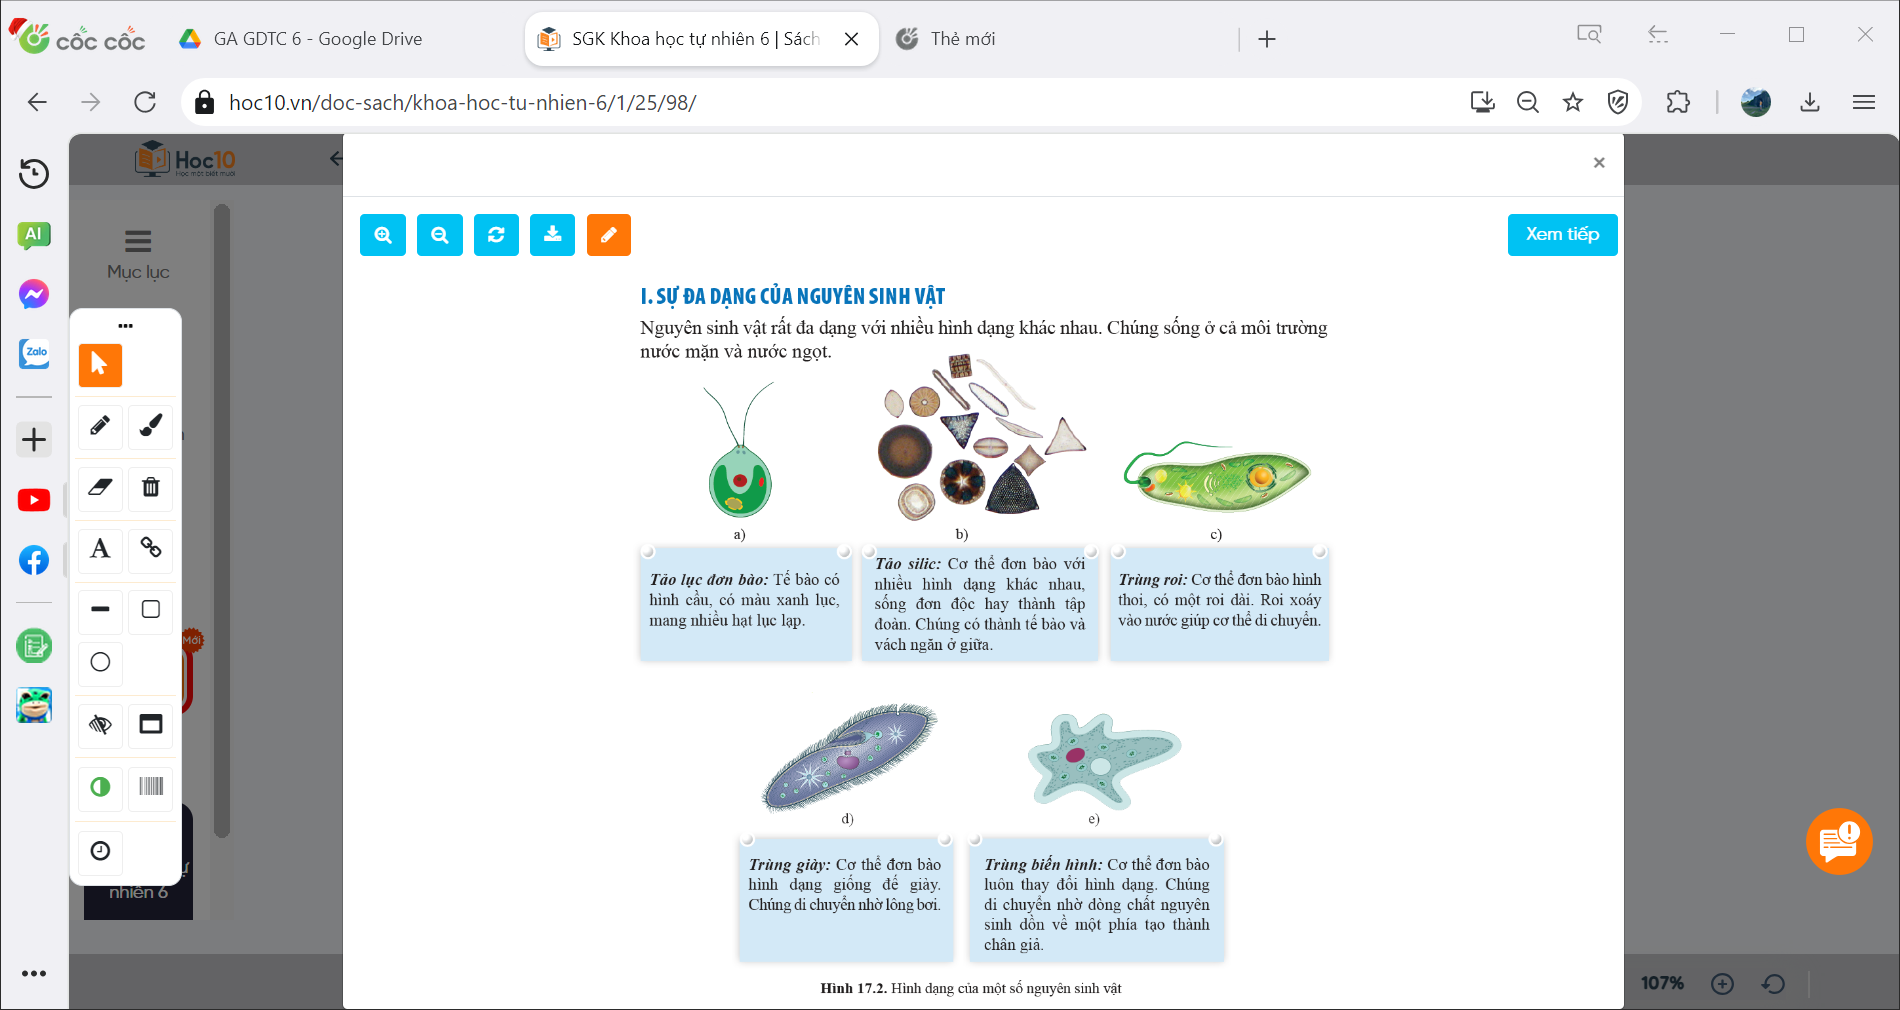 cốc cốc
GA GDTC 6 - Google Drive
SGK Khoa học tự nhiên 6 | Sách
Thẻ mới
hoc10.vn/doc-sach/khoa-hoc-tu-nhien-6/1/25/98/
Hoc10
Học một biết mười
×
AI
Mục lục
Xem tiếp
Zalo
I. SỰ ĐA DẠNG CỦA NGUYÊN SINH VẬT
Nguyên sinh vật rất đa dạng với nhiều hình dạng khác nhau. Chúng sống ở cả môi trường
nước mặn và nước ngọt.
a)
b)
c)
Tảo lục đơn bào: Tế bào có
hình cầu, có màu xanh lục,
mang nhiều hạt lục lạp.
Tảo silic: Cơ thể đơn bào với
nhiều hình dạng khác nhau,
sống đơn độc hay thành tập
đoàn. Chúng có thành tế bào và
vách ngăn ở giữa.
Trùng roi: Cơ thể đơn bào hình
thoi, có một roi dài. Roi xoáy
vào nước giúp cơ thể di chuyển.
d)
e)
Trùng giày: Cơ thể đơn bào
hình dạng giống đế giày.
Chúng di chuyển nhờ lông bơi.
Trùng biến hình: Cơ thể đơn bào
luôn thay đổi hình dạng. Chúng
di chuyển nhờ dòng chất nguyên
sinh dồn về một phía tạo thành
chân giả.
Hình 17.2. Hình dạng của một số nguyên sinh vật
A
Mới
nhiên 6
107%